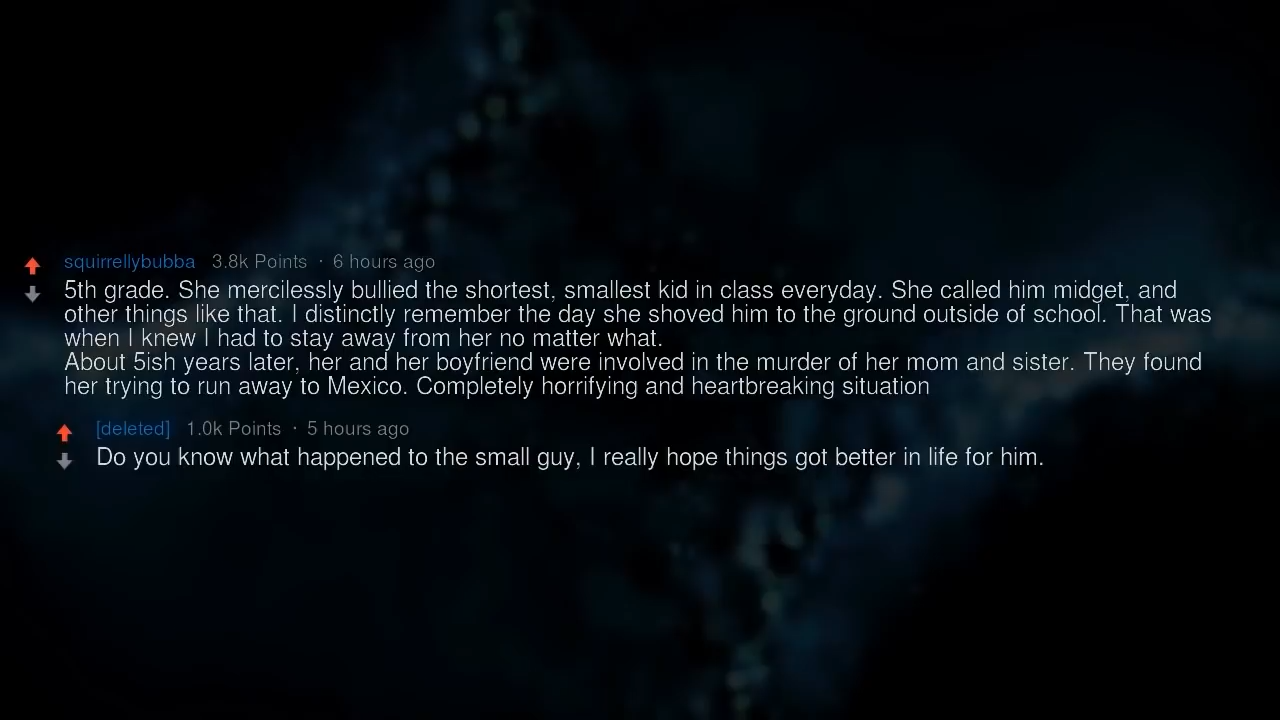 squirrellybubba 3.8k Points · 6 hours ago
5th grade. She mercilessly bullied the shortest, smallest kid in class everyday. She called him midget, and
other things like that. I distinctly remember the day she shoved him to the ground outside of school. That was
when I knew I had to stay away from her no matter what.
About 5ish years later, her and her boyfriend were involved in the murder of her mom and sister. They found
her trying to run away to Mexico. Completely horrifying and heartbreaking situation
[deleted] 1.0k Points · 5 hours ago
Do you know what happened to the small guy, I really hope things got better in life for him.